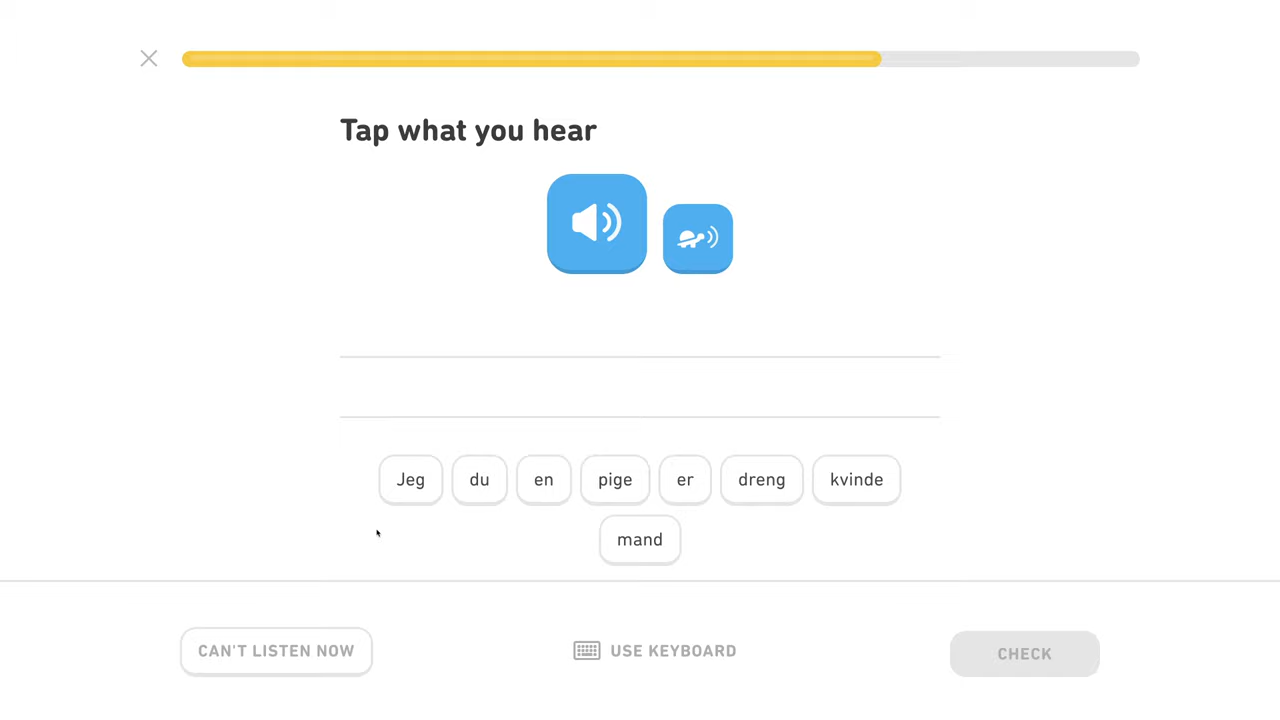 Tap what you hear
Jeg du en pige er dreng kvinde
mand
CAN'T LISTEN NOW USE KEYBOARD CHECK